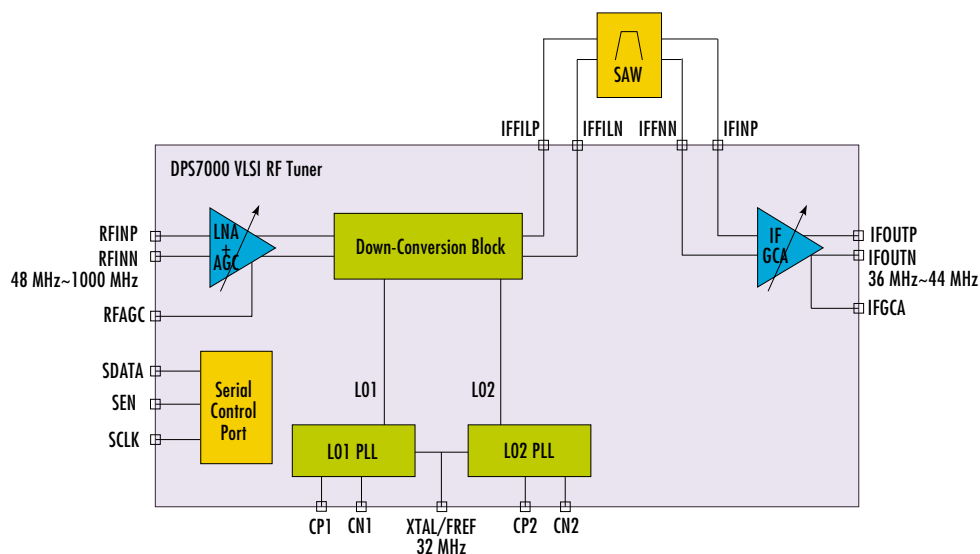 SAW
IFFILP
IFFILN
IFFNN
IFINP
DPS7000 VLSI RF Tuner
RFINP
RFINN
48 MHz~1000 MHz
LNA
+
AGC
Down-Conversion Block
IF
GCA
IFOUTP
IFOUTN
36 MHz~44 MHz
RFAGC
IFGCA
SDATA
SEN
SCLK
Serial
Control
Port
LO1
LO2
LO1 PLL
LO2 PLL
CP1
CN1
XTAL/FREF
32 MHz
CP2
CN2